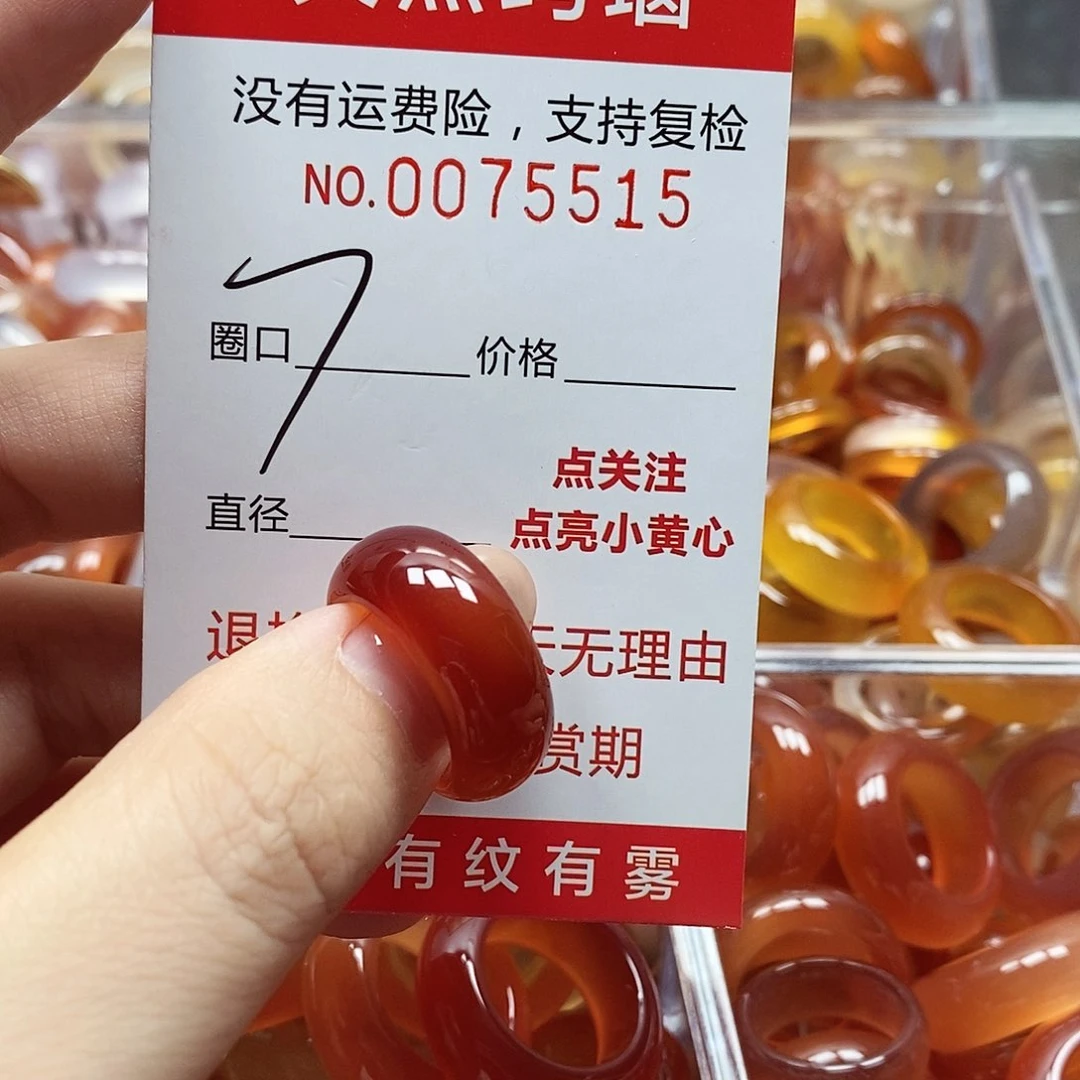 没有运费险，支持复检
NO.0075515
7
圈口 价格
点关注
直径
点亮小黄心
退 无理由
赏期
有纹有雾